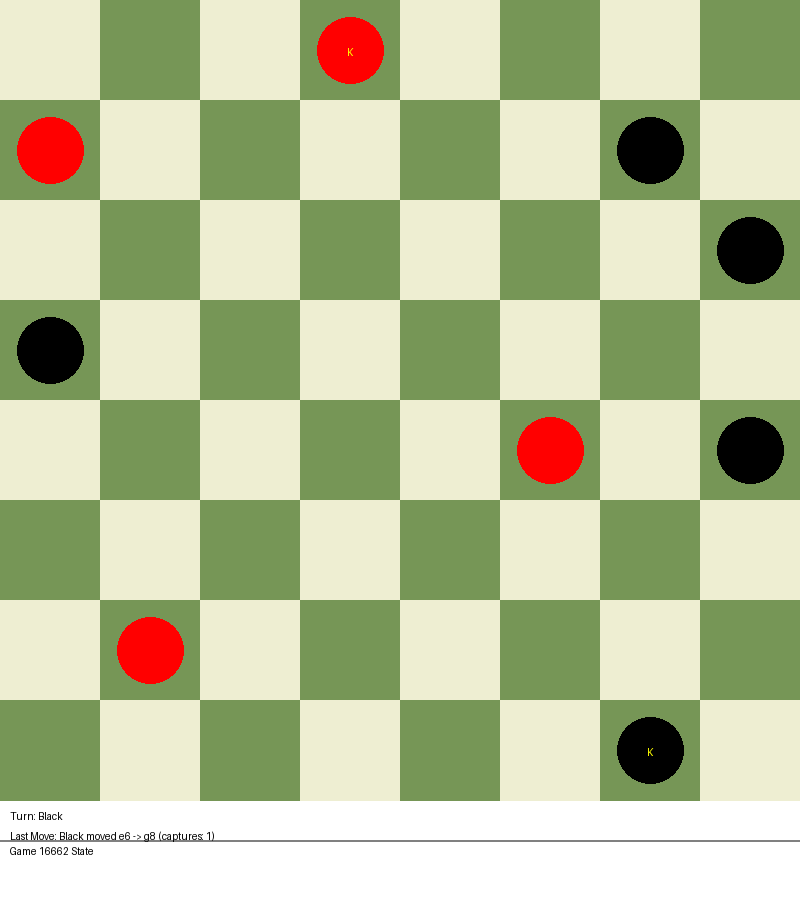 K
K
Turn: Black
Last Move: Black moved e6 -> g8 (captures: 1)
Game 16662 State